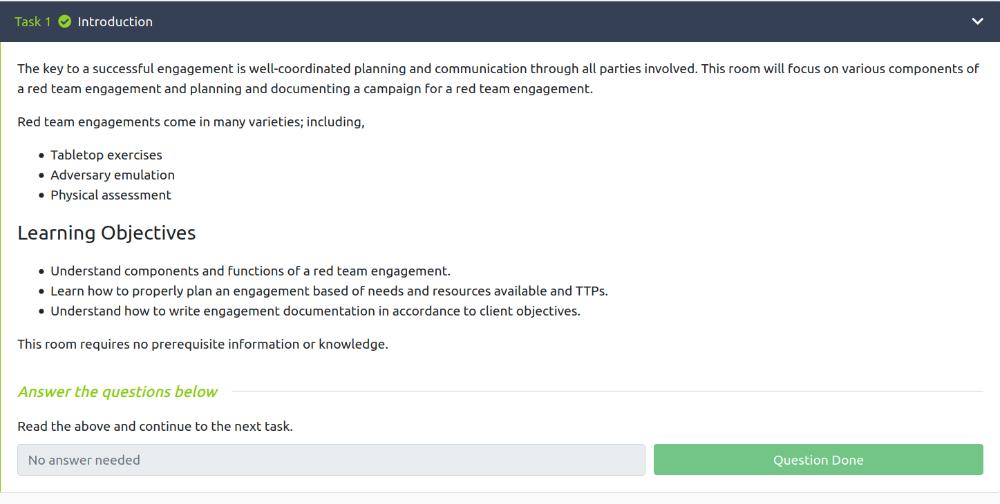 Task 1 Introduction
The key to a successful engagement is well-coordinated planning and communication through all parties involved. This room will focus on various components of
a red team engagement and planning and documenting a campaign for a red team engagement.
Red team engagements come in many varieties; including,
• Tabletop exercises
• Adversary emulation
• Physical assessment
Learning Objectives
• Understand components and functions of a red team engagement.
• Learn how to properly plan an engagement based of needs and resources available and TTPs.
• Understand how to write engagement documentation in accordance to client objectives.
This room requires no prerequisite information or knowledge.
Answer the questions below
Read the above and continue to the next task.
No answer needed
Question Done